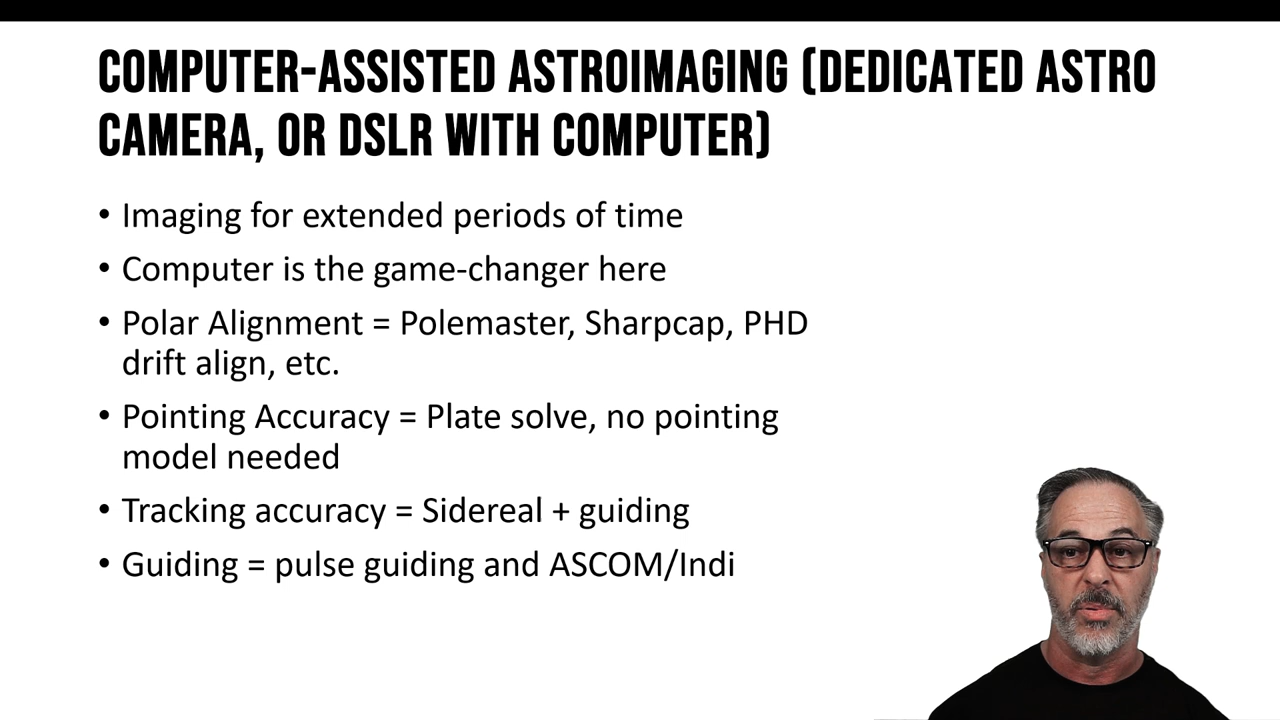 COMPUTER-ASSISTED ASTROIMAGING (DEDICATED ASTRO
CAMERA, OR DSLR WITH COMPUTER)
• Imaging for extended periods of time
• Computer is the game-changer here
• Polar Alignment = Polemaster, Sharpcap, PHD
drift align, etc.
• Pointing Accuracy = Plate solve, no pointing
model needed
• Tracking accuracy = Sidereal + guiding
• Guiding = pulse guiding and ASCOM/Indi